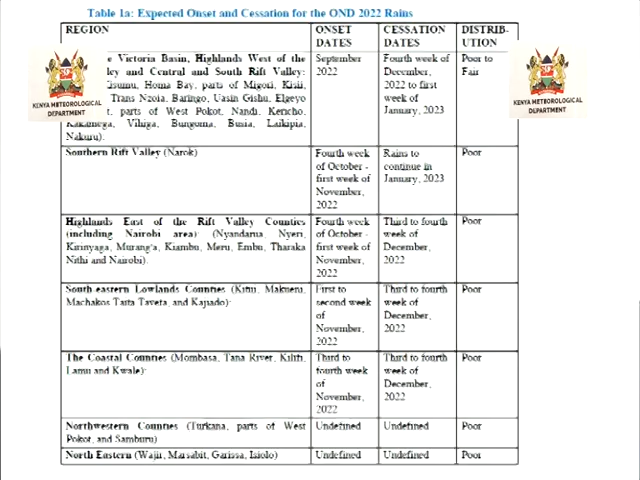 Table 1a: Expected Onset and Cessation for the OND 2022 Rains
REGION
ONSET
DATES
CESSATION
DATES
DISTRIB-
UTION
e Victoria Basin, Highlands West of the
ley and Central and South Rift Valley:
isumu, Homa Bay, parts of Migori, Kisii,
Trans Nzoia, Baringo, Uasin Gishu, Elgeyo
t, parts of West Pokot, Nandi, Kericho,
Kakamega, Vihiga, Bungoma, Busia, Laikipia,
Nakuru).
September
2022
Fourth week of
December,
2022 to first
week of
January, 2023
Poor to
Fair
Southern Rift Valley (Narok)
Fourth week
of October -
first week of
November,
2022
Rains to
continue in
January, 2023
Poor
Highlands East of the Rift Valley Counties
(including Nairobi area) (Nyandarua Nyeri,
Kirinyaga, Murang'a, Kiambu, Meru, Embu, Tharaka
Nithi and Nairobi).
Fourth week
of October -
first week of
November,
2022
Third to fourth
week of
December,
2022
Poor
South-eastern Lowlands Counties (Kitui, Makueni,
Machakos Taita Taveta, and Kajiado):
First to
second week
of
November,
2022
Third to fourth
week of
December,
2022
Poor
The Coastal Counties (Mombasa, Tana River, Kilifi,
Lamu and Kwale):
Third to
fourth week
of
November,
2022
Third to fourth
week of
December,
2022
Poor
Northwestern Counties (Turkana, parts of West
Pokot, and Samburu)
Undefined
Undefined
Poor
North Eastern (Wajir, Marsabit, Garissa, Isiolo)
Undefined
Undefined
Poor
KENYA METEOROLOGICAL
DEPARTMENT
KENYA METEOROLOGICAL
DEPARTMENT